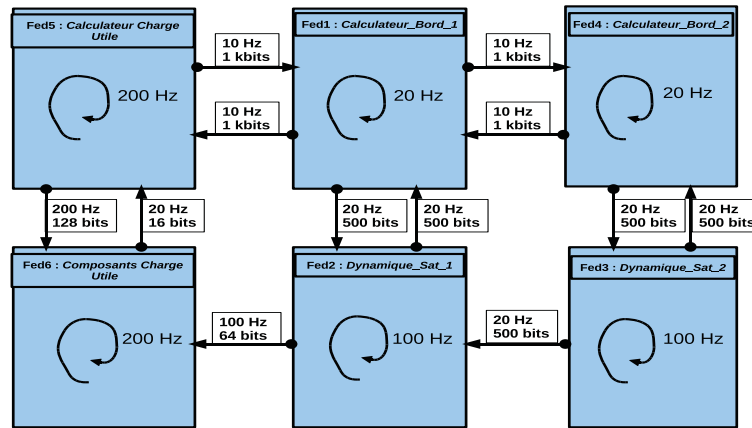 Fed5 : Calculateur Charge
Utile
Fed1 : Calculateur_Bord_1
Fed4 : Calculateur_Bord_2
10 Hz
1 kbits
10 Hz
1 kbits
200 Hz
20 Hz
20 Hz
10 Hz
1 kbits
10 Hz
1 kbits
200 Hz
128 bits
20 Hz
16 bits
20 Hz
500 bits
20 Hz
500 bits
20 Hz
500 bits
20 Hz
500 bits
Fed6 : Composants Charge
Utile
Fed2 : Dynamique_Sat_1
Fed3 : Dynamique_Sat_2
200 Hz
100 Hz
64 bits
100 Hz
20 Hz
500 bits
100 Hz